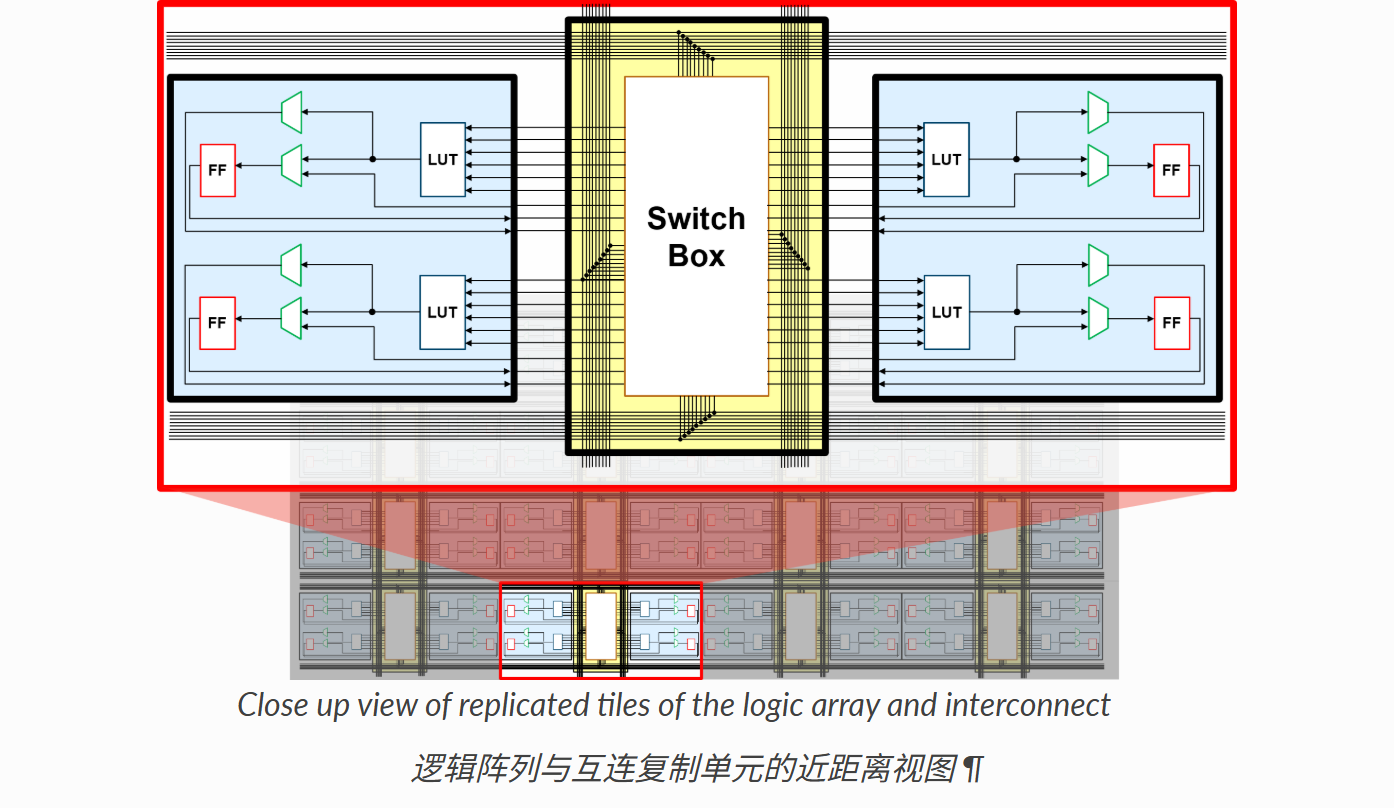 LUT
FF
LUT
FF
Switch
Box
LUT
FF
LUT
FF
Close up view of replicated tiles of the logic array and interconnect
逻辑阵列与互连复制单元的近距离视图 ¶